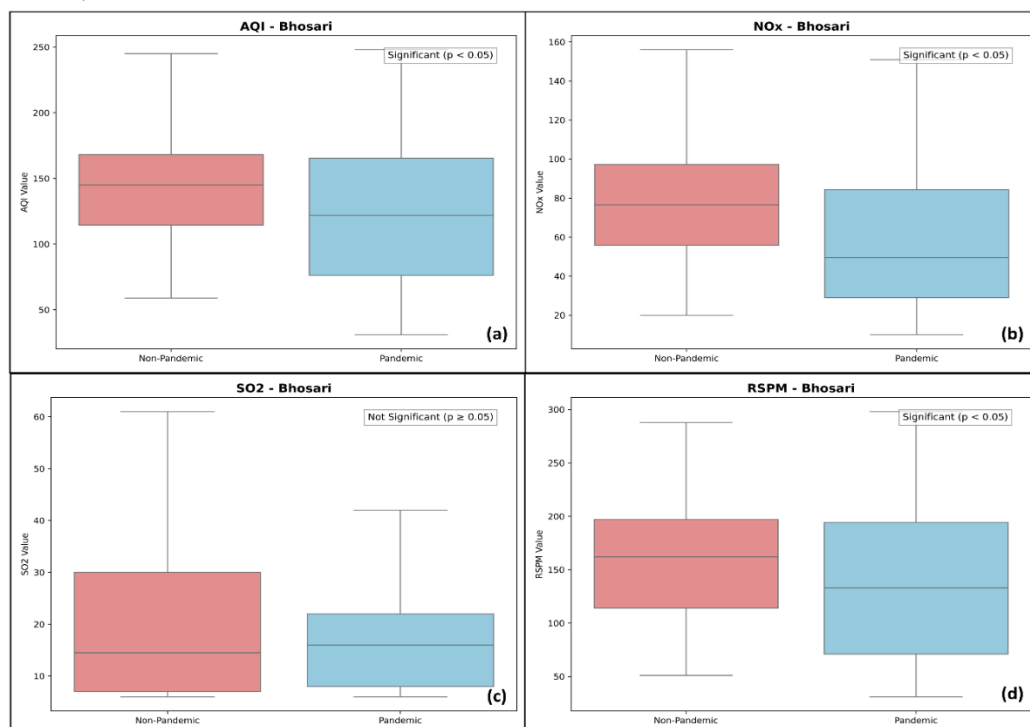 AQI - Bhosari
Significant (p < 0.05)
250
200
150
100
50
AQI Value
Non-Pandemic
Pandemic
(a)
NOx - Bhosari
Significant (p < 0.05)
160
140
120
100
80
60
40
20
NOx Value
Non-Pandemic
Pandemic
(b)
SO2 - Bhosari
Not Significant (p ≥ 0.05)
60
50
40
30
20
10
SO2 Value
Non-Pandemic
Pandemic
(c)
RSPM - Bhosari
Significant (p < 0.05)
300
250
200
150
100
50
RSPM Value
Non-Pandemic
Pandemic
(d)